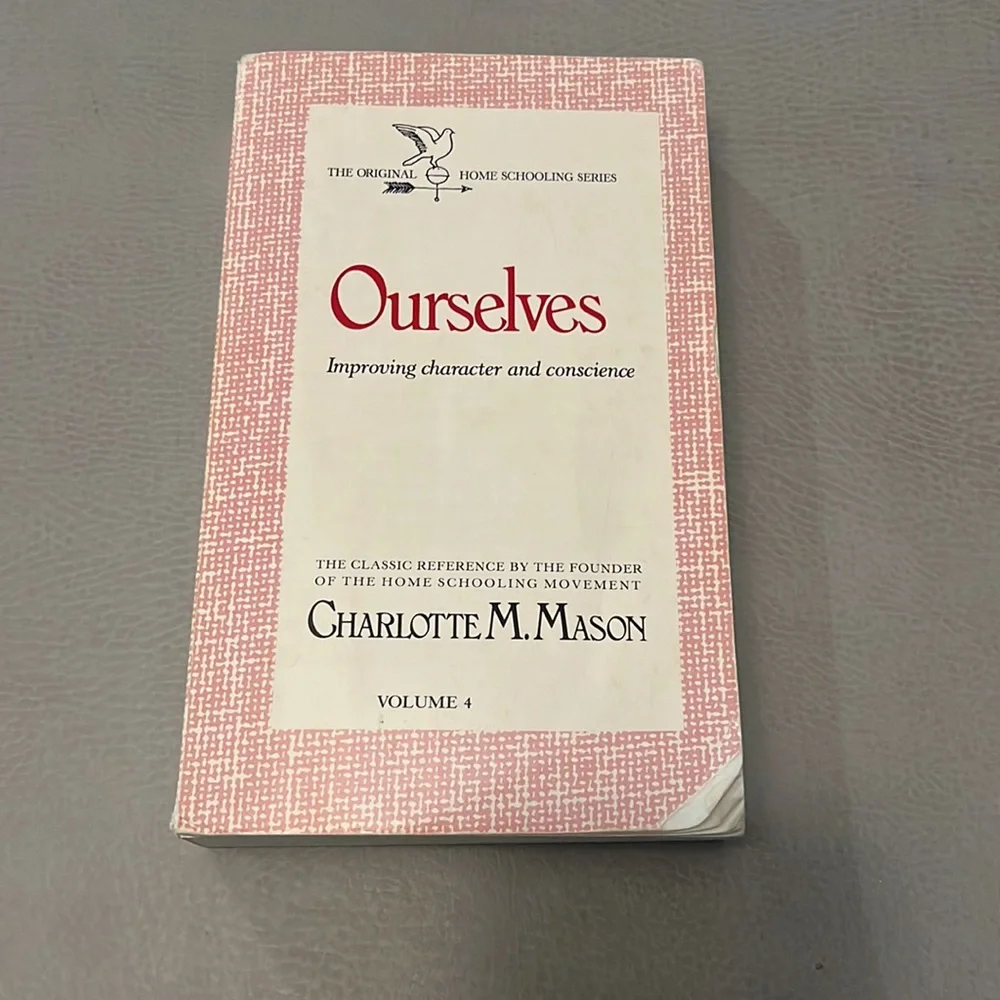 THE ORIGINAL HOME SCHOOLING SERIES
Ourselves
Improving character and conscience
THE CLASSIC REFERENCE BY THE FOUNDER
OF THE HOME SCHOOLING MOVEMENT
CHARLOTTE M. MASON
VOLUME 4